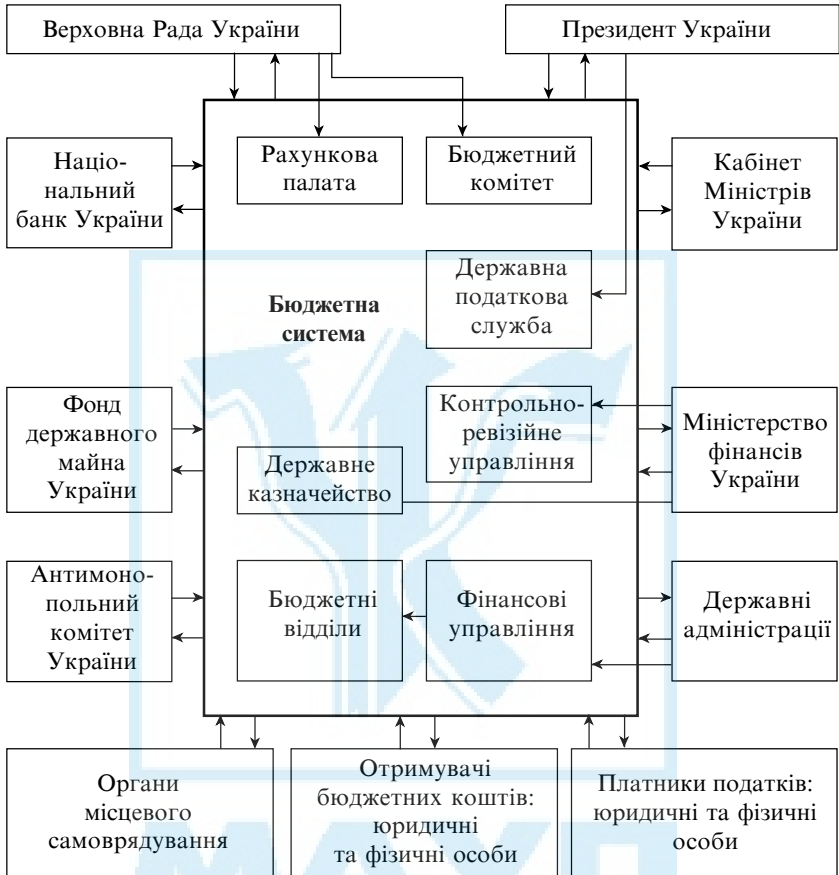 Верховна Рада України
Президент України
Націо-
нальний
банк України
Рахункова
палата
Бюджетний
комітет
Кабінет
Міністрів
України
Державна
податкова
служба
Бюджетна
система
Фонд
державного
майна
України
Контрольно-
ревізійне
управління
Міністерство
фінансів
України
Державне
казначейство
Антимоно-
польний
комітет
України
Бюджетні
відділи
Фінансові
управління
Державні
адміністрації
Органи
місцевого
самоврядування
Отримувачі
бюджетних коштів:
юридичні
та фізичні особи
Платники податків:
юридичні та фізичні
особи
МАУП